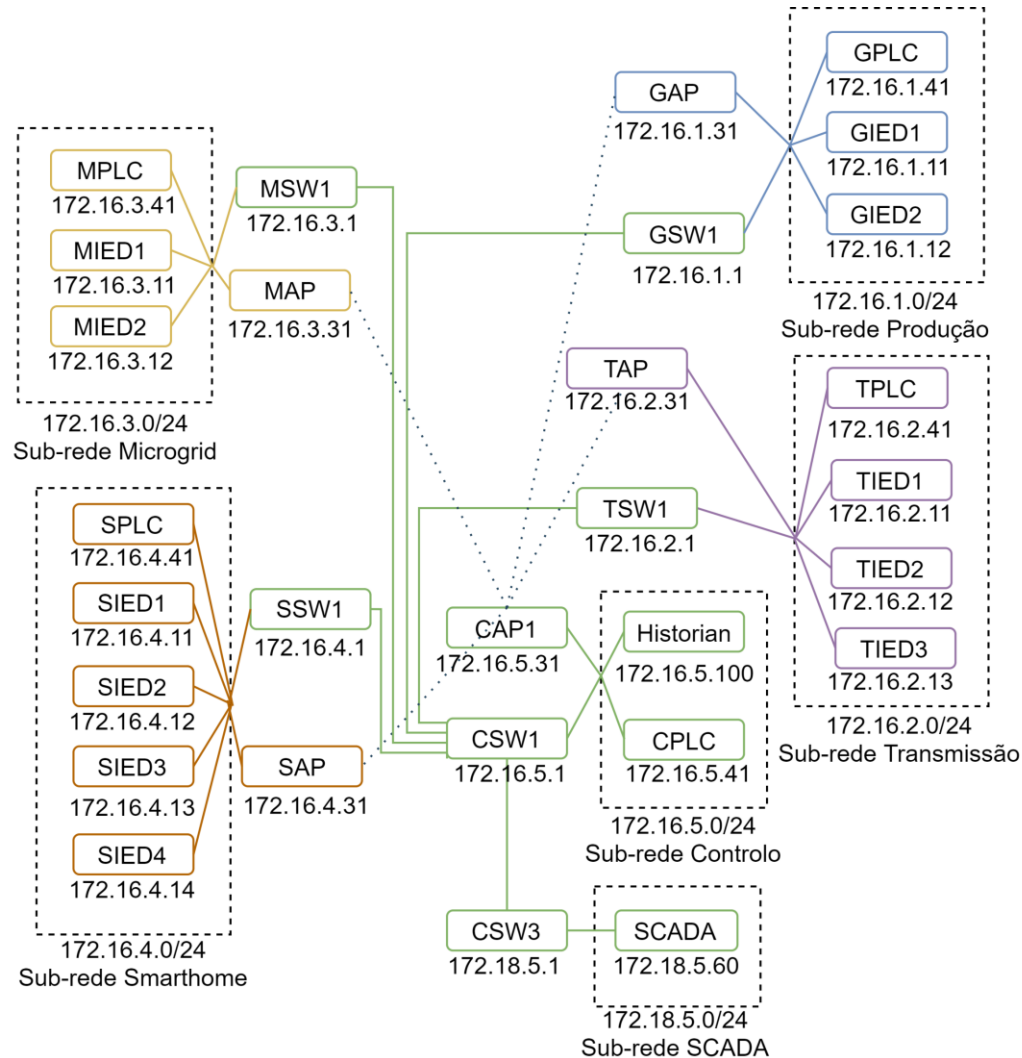 GPLC
172.16.1.41
GAP
172.16.1.31
GIED1
172.16.1.11
GIED2
172.16.1.12
GSW1
172.16.1.1
172.16.1.0/24
Sub-rede Produção
MPLC
172.16.3.41
MIED1
172.16.3.11
MIED2
172.16.3.12
MSW1
172.16.3.1
MAP
172.16.3.31
172.16.3.0/24
Sub-rede Microgrid
TAP
172.16.2.31
TPLC
172.16.2.41
TIED1
172.16.2.11
TIED2
172.16.2.12
TIED3
172.16.2.13
TSW1
172.16.2.1
172.16.2.0/24
Sub-rede Transmissão
SPLC
172.16.4.41
SIED1
172.16.4.11
SIED2
172.16.4.12
SIED3
172.16.4.13
SIED4
172.16.4.14
SSW1
172.16.4.1
SAP
172.16.4.31
172.16.4.0/24
Sub-rede Smarthome
CAP1
172.16.5.31
Historian
172.16.5.100
CSW1
172.16.5.1
CPLC
172.16.5.41
172.16.5.0/24
Sub-rede Controlo
CSW3
172.18.5.1
SCADA
172.18.5.60
172.18.5.0/24
Sub-rede SCADA